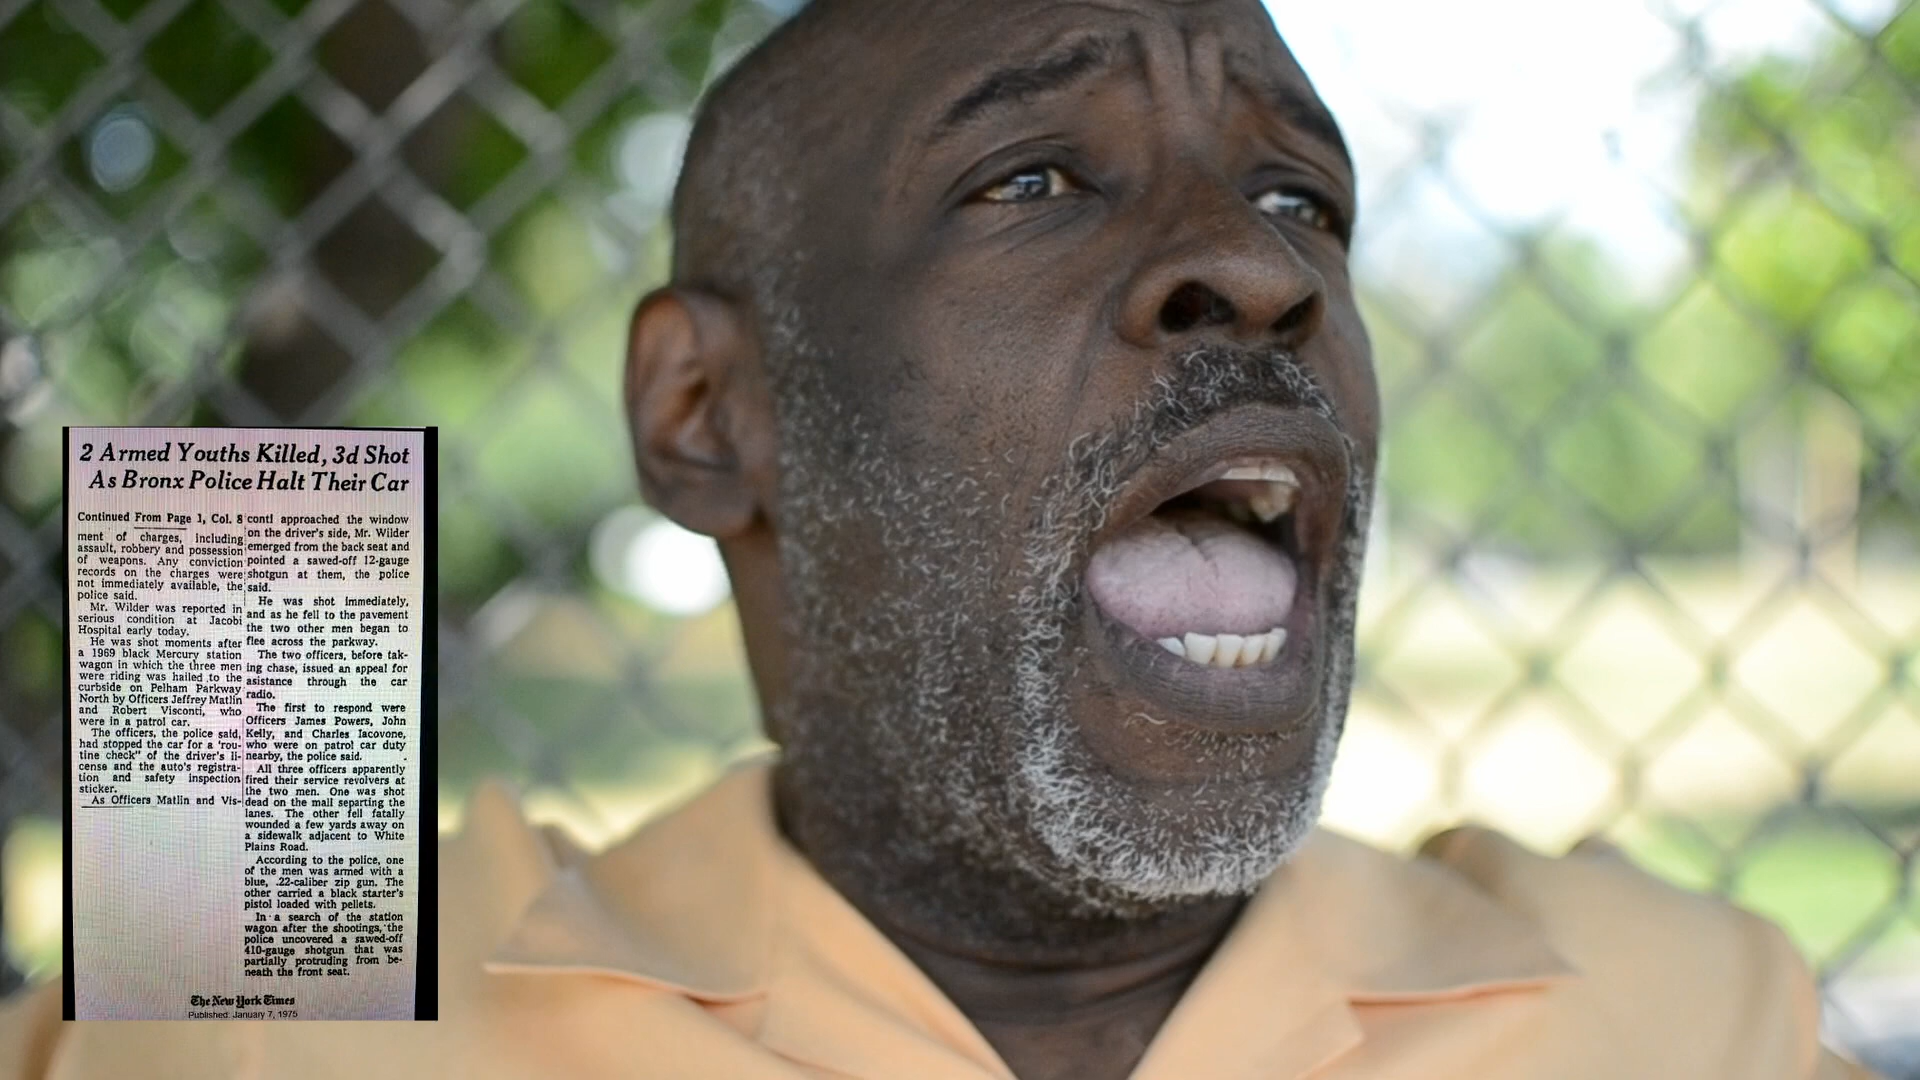 2 Armed Youths Killed, 3d Shot
As Bronx Police Halt Their Car
Continued From Page 1, Col. 8
ment of charges, including
assault, robbery and possession
of weapons. Any conviction
records on the charges were
not immediately available, the
police said.
Mr. Wilder was reported in
serious condition at Jacobi
Hospital early today.
He was shot moments after
a 1969 black Mercury station
wagon in which the three men
were riding was hailed to the
curbside on Pelham Parkway
North by Officers Jeffrey Matlin
and Robert Visconti, who
were in a patrol car.
The officers, the police said,
had stopped the car for a 'rou-
tine check" of the driver's li-
cense and the auto's registra-
tion and safety inspection
sticker.
As Officers Matlin and Vis-
conti approached the window
on the driver's side, Mr. Wilder
emerged from the back seat and
pointed a sawed-off 12-gauge
shotgun at them, the police
said.
He was shot immediately,
and as he fell to the pavement
the two other men began to
flee across the parkway.
The two officers, before tak-
ing chase, issued an appeal for
asistance through the car
radio.
The first to respond were
Officers James Powers, John
Kelly, and Charles Iacovone,
who were on patrol car duty
nearby, the police said.
All three officers apparently
fired their service revolvers at
the two men. One was shot
dead on the mall separting the
lanes. The other fell fatally
wounded a few yards away on
a sidewalk adjacent to White
Plains Road.
According to the police, one
of the men was armed with a
blue, .22-caliber zip gun. The
other carried a black starter's
pistol loaded with pellets.
In a search of the station
wagon after the shootings, the
police uncovered a sawed-off
410-gauge shotgun that was
partially protruding from be-
neath the front seat.
The New York Times
Published: January 7, 1975